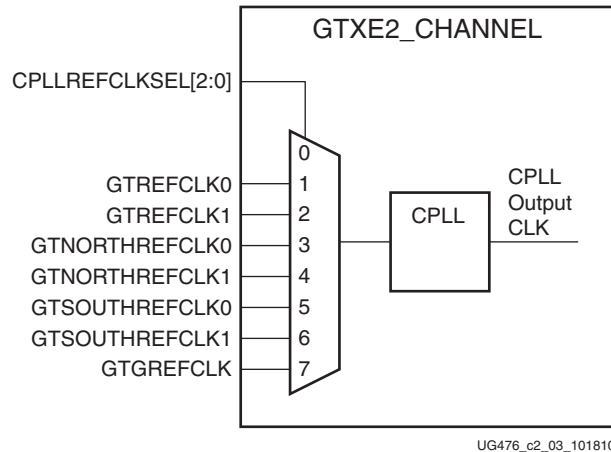 GTXE2_CHANNEL
CPLLREFCLKSEL[2:0]
0
GTREFCLK0 1
GTREFCLK1 2
GTNORTHREFCLK0 3
GTNORTHREFCLK1 4
GTSOUTHREFCLK0 5
GTSOUTHREFCLK1 6
GTGREFCLK 7
CPLL
CPLL
Output
CLK
UG476_c2_03_101810